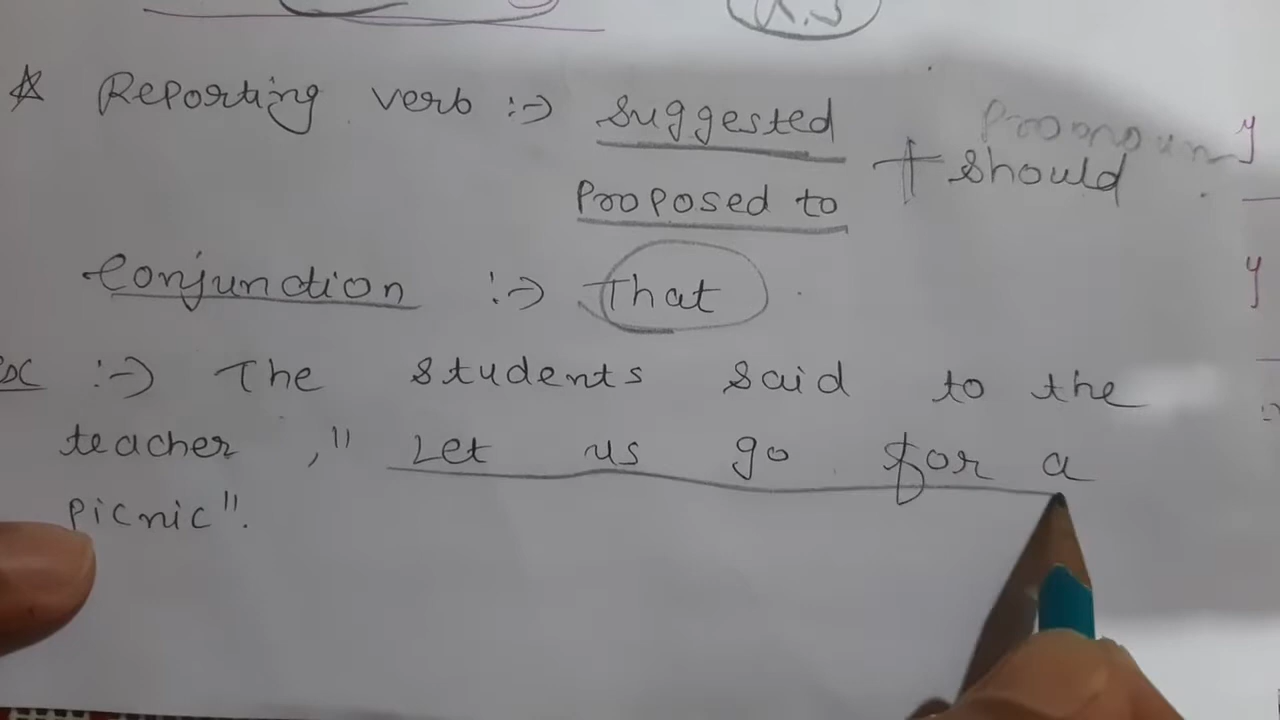 R.S
☆ Reporting verb :-> Suggested
Proposed to
+ Pronoun
should
Conjunction :-> That
:-> The students said to the
teacher ," Let us go for a
picnic".